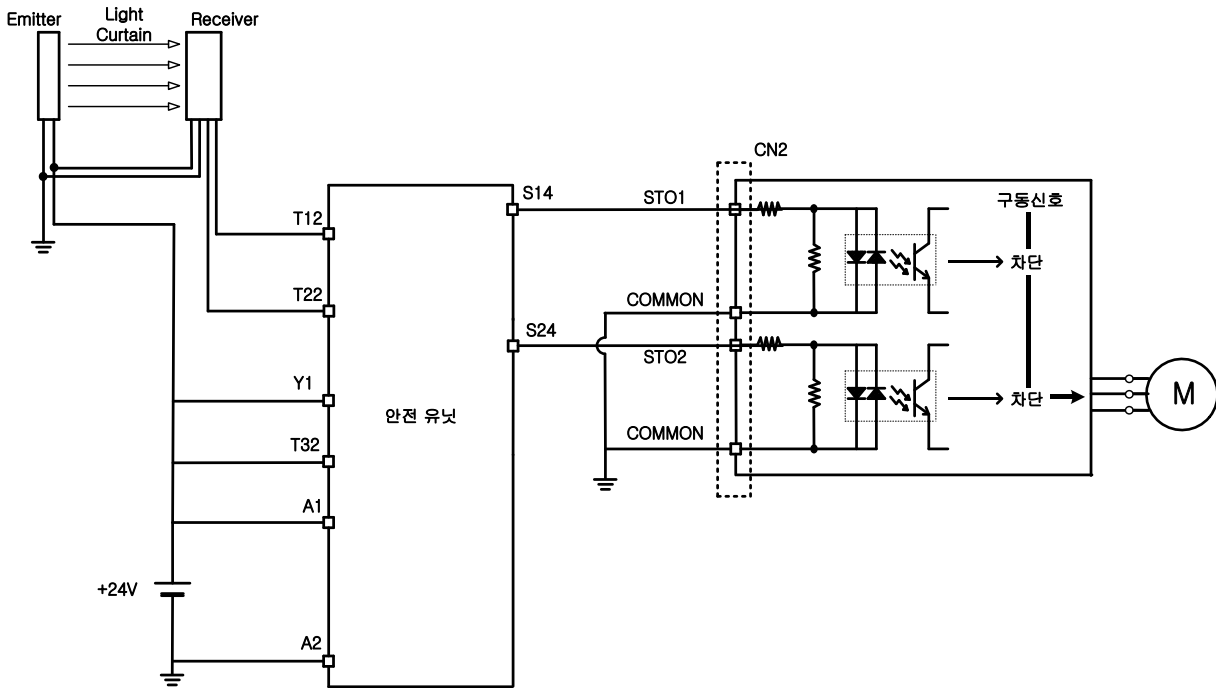 Emitter
Light
Curtain
Receiver
CN2
S14
STO1
구동신호
T12
차단
T22
COMMON
S24
STO2
Y1
안전 유닛
차단
M
T32
COMMON
A1
+24V
A2